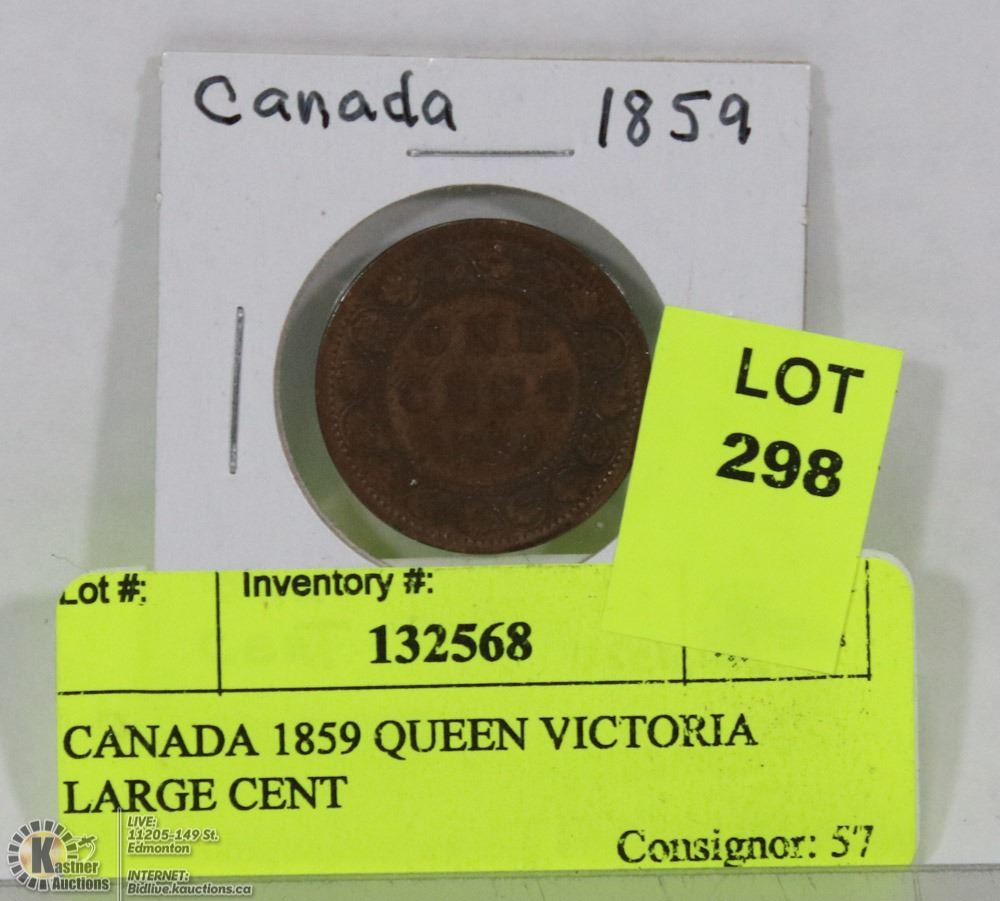 Canada 1859
ONE
CENT
LOT
298
Lot #:
Inventory #:
132568
CANADA 1859 QUEEN VICTORIA
LARGE CENT
Consignor: 57
Kastner
Auctions
LIVE:
11205-149 St.
Edmonton
INTERNET:
Bidlive.kauctions.ca